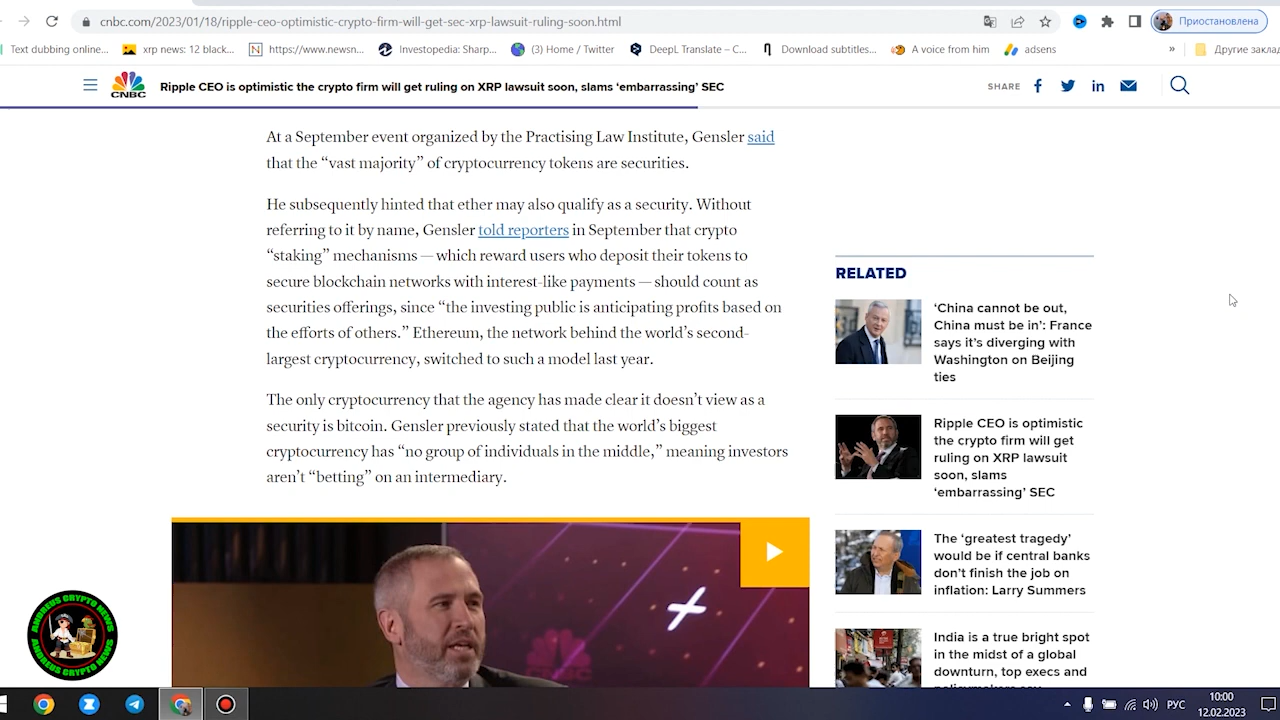 cnbc.com/2023/01/18/ripple-ceo-optimistic-crypto-firm-will-get-sec-xrp-lawsuit-ruling-soon.html
Приостановлена
Text dubbing online...
xrp news: 12 black...
https://www.newsn...
Investopedia: Sharp...
(3) Home / Twitter
DeepL Translate – C...
Download subtitles...
A voice from him
adsens
»
Другие заклад
CNBC
Ripple CEO is optimistic the crypto firm will get ruling on XRP lawsuit soon, slams ‘embarrassing’ SEC
SHARE
At a September event organized by the Practising Law Institute, Gensler said
that the “vast majority” of cryptocurrency tokens are securities.
He subsequently hinted that ether may also qualify as a security. Without
referring to it by name, Gensler told reporters in September that crypto
“staking” mechanisms — which reward users who deposit their tokens to
secure blockchain networks with interest-like payments — should count as
securities offerings, since “the investing public is anticipating profits based on
the efforts of others.” Ethereum, the network behind the world’s second-
largest cryptocurrency, switched to such a model last year.
The only cryptocurrency that the agency has made clear it doesn’t view as a
security is bitcoin. Gensler previously stated that the world’s biggest
cryptocurrency has “no group of individuals in the middle,” meaning investors
aren’t “betting” on an intermediary.
RELATED
‘China cannot be out,
China must be in’: France
says it’s diverging with
Washington on Beijing
ties
Ripple CEO is optimistic
the crypto firm will get
ruling on XRP lawsuit
soon, slams
‘embarrassing’ SEC
The ‘greatest tragedy’
would be if central banks
don’t finish the job on
inflation: Larry Summers
India is a true bright spot
in the midst of a global
downturn, top execs and
policymakers say
ANDREUS CRYPTO NEWS
ANDREUS CRYPTO NEWS
РУС
10:00
12.02.2023